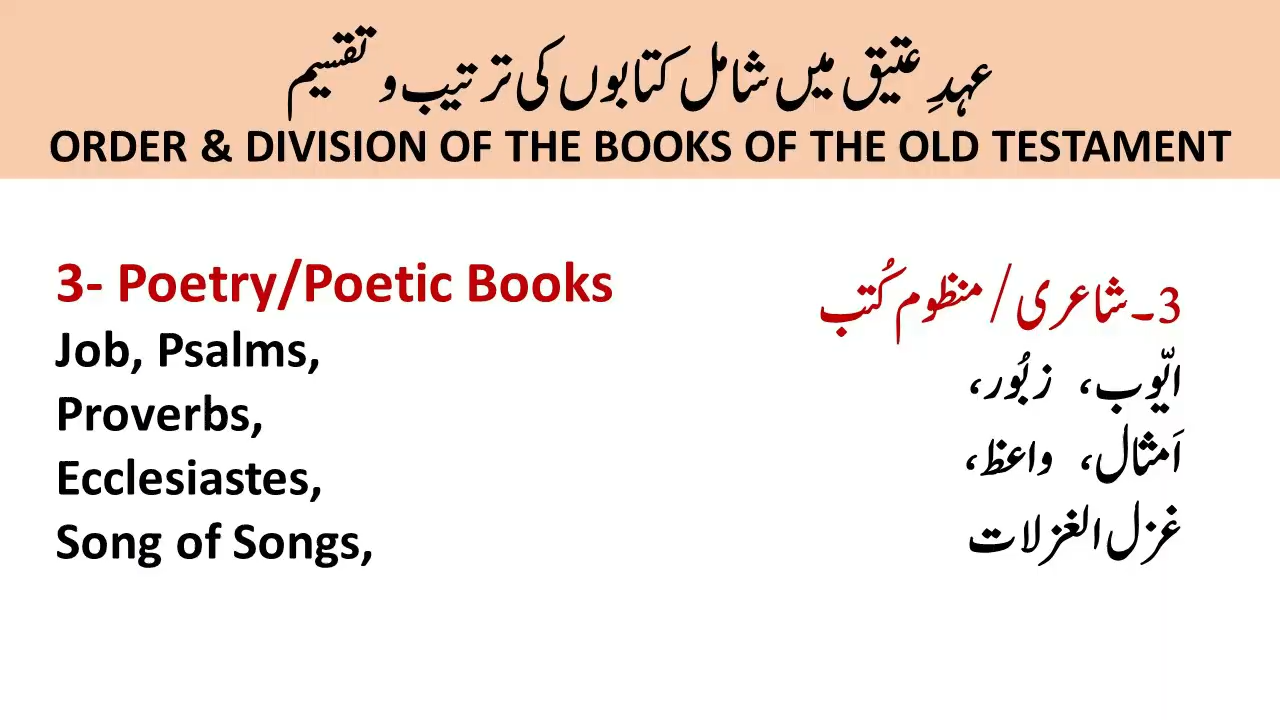 عہدِ عتیق میں شامل کتابوں کی ترتیب و تقسیم
ORDER & DIVISION OF THE BOOKS OF THE OLD TESTAMENT
3- Poetry/Poetic Books
Job, Psalms,
Proverbs,
Ecclesiastes,
Song of Songs,
3۔شاعری/منظوم کُتب
ایّوب، زبُور،
اَمثال، واعظ،
غزل الغزلات